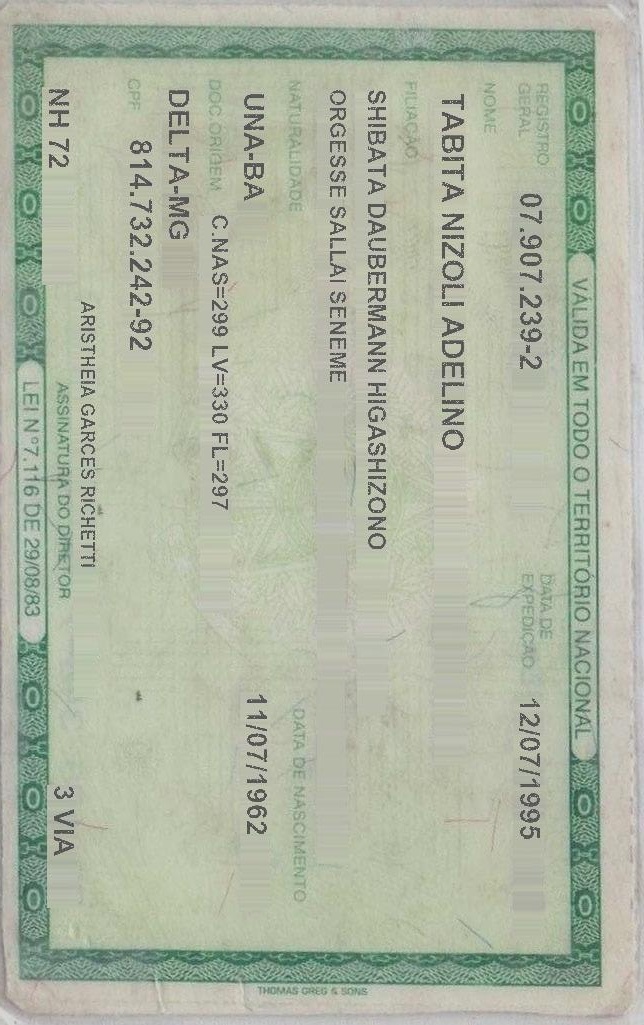 VÁLIDA EM TODO O TERRITÓRIO NACIONAL
REGISTRO GERAL 07.907.239-2 DATA DE EXPEDIÇÃO 12/07/1995
NOME
TABITA NIZOLI ADELINO
FILIAÇÃO
SHIBATA DAUBERMANN HIGASHIZONO
ORGESSE SALLAI SENEME
NATURALIDADE DATA DE NASCIMENTO
UNA-BA 11/07/1962
DOC ORIGEM C.NAS=299 LV=330 FL=297
DELTA-MG
CPF 814.732.242-92
ARISTHEIA GARCES RICHETTI
NH 72 ASSINATURA DO DIRETOR 3 VIA
LEI Nº 7.116 DE 29/08/83
THOMAS GREG & SONS